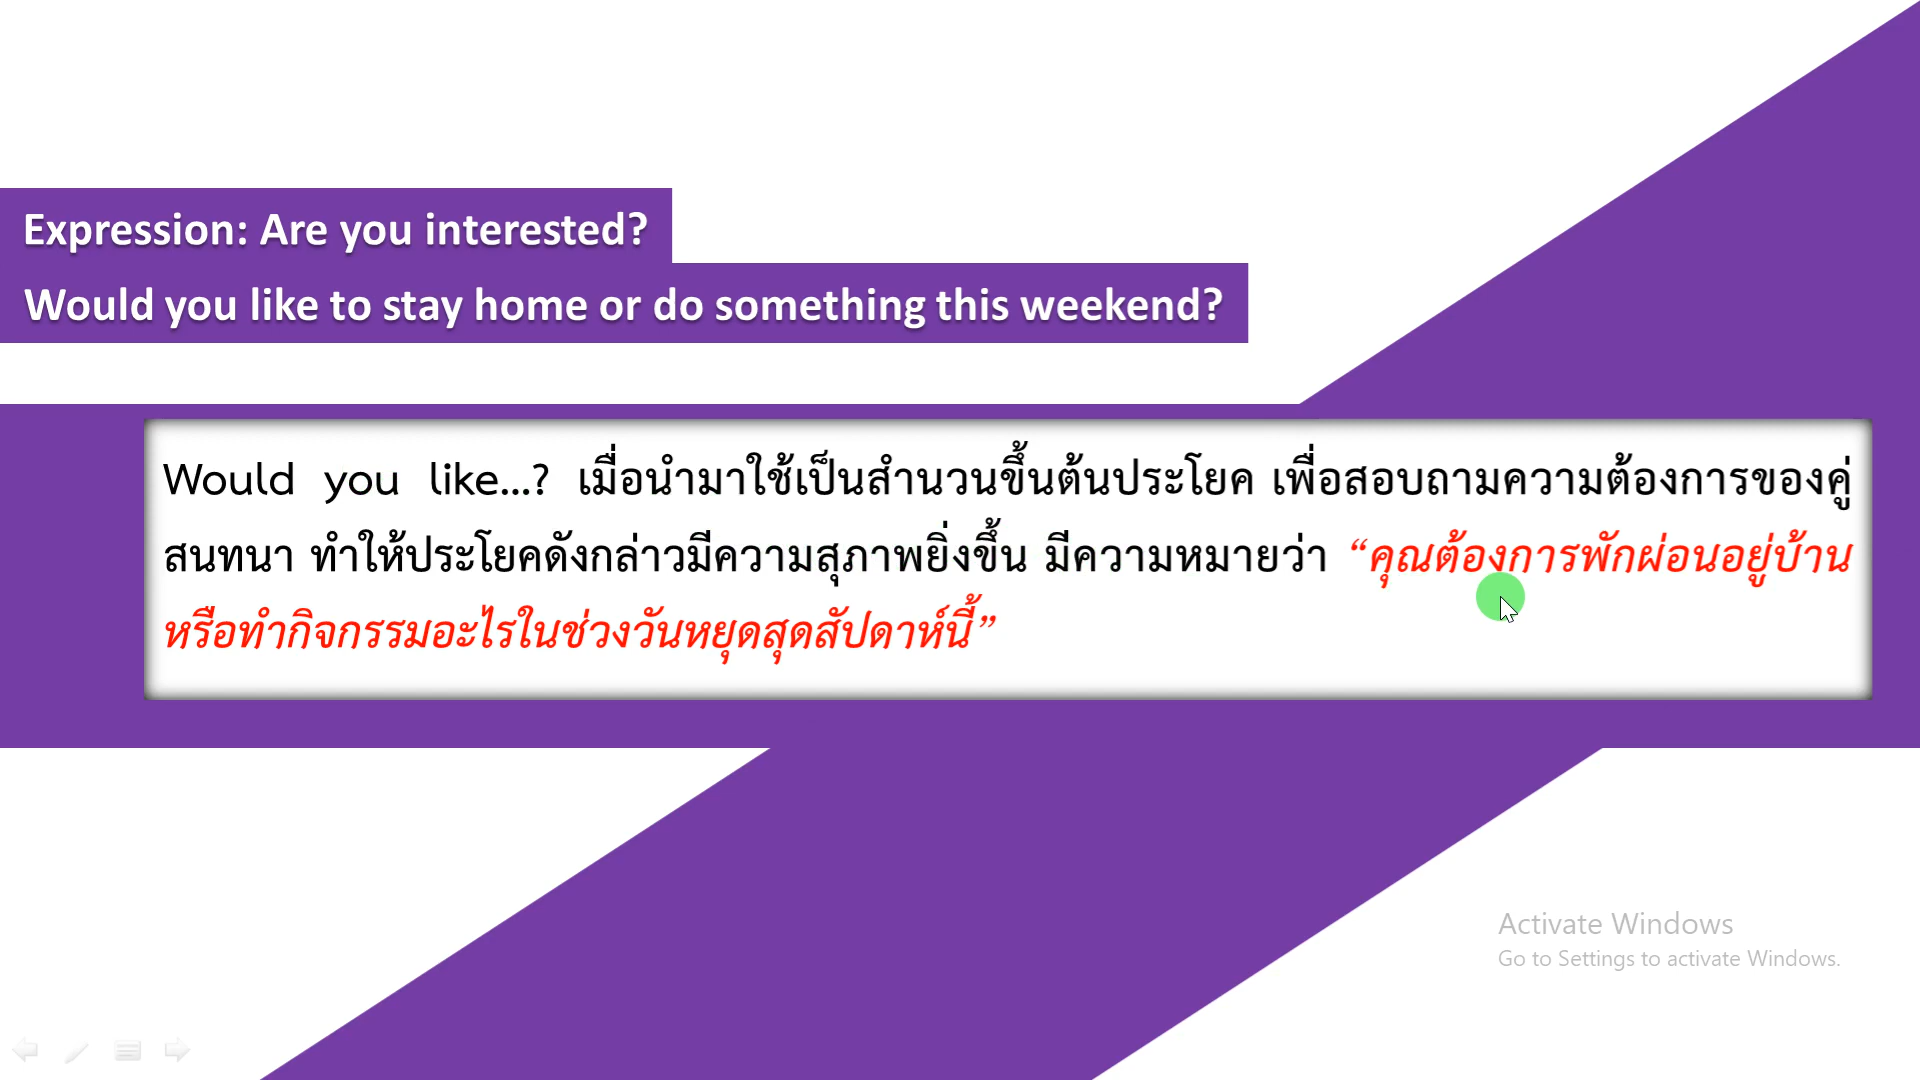 Expression: Are you interested?
Would you like to stay home or do something this weekend?
Would you like...? เมื่อนำมาใช้เป็นสำนวนขึ้นต้นประโยค เพื่อสอบถามความต้องการของคู่
สนทนา ทำให้ประโยคดังกล่าวมีความสุภาพยิ่งขึ้น มีความหมายว่า “คุณต้องการพักผ่อนอยู่บ้าน
หรือทำกิจกรรมอะไรในช่วงวันหยุดสุดสัปดาห์นี้”
Activate Windows
Go to Settings to activate Windows.